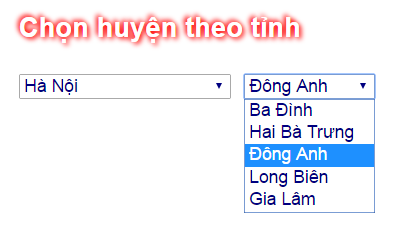 Chọn huyện theo tỉnh
Hà Nội Đông Anh
Ba Đình
Hai Bà Trưng
Đông Anh
Long Biên
Gia Lâm